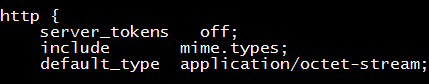 http {
    server_tokens   off;
    include       mime.types;
    default_type  application/octet-stream;